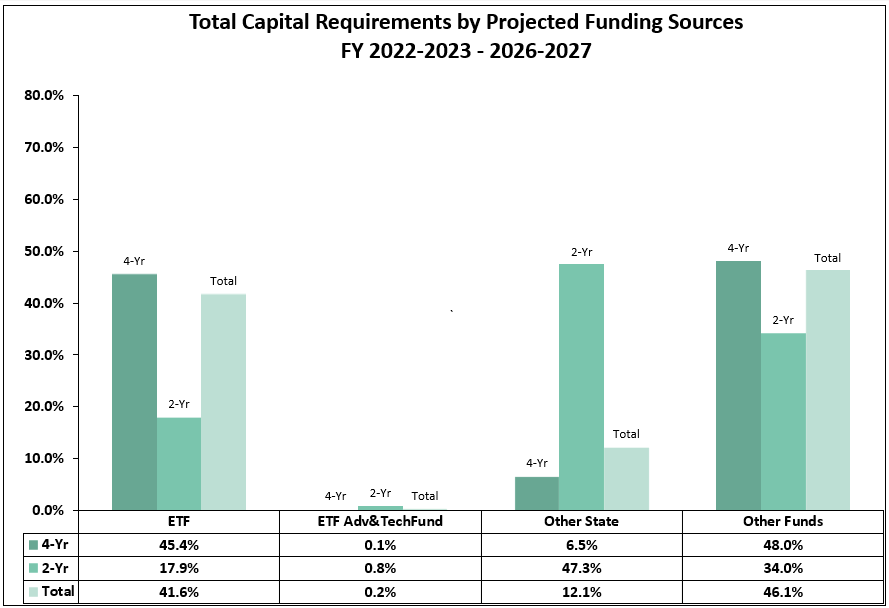 Total Capital Requirements by Projected Funding Sources
FY 2022-2023 - 2026-2027
80.0%
70.0%
60.0%
50.0%
40.0%
30.0%
20.0%
10.0%
0.0%
4-Yr
2-Yr
Total
4-Yr
2-Yr
Total
`
4-Yr
2-Yr
Total
4-Yr
2-Yr
Total
ETF ETF Adv&TechFund Other State Other Funds
4-Yr 45.4% 0.1% 6.5% 48.0%
2-Yr 17.9% 0.8% 47.3% 34.0%
Total 41.6% 0.2% 12.1% 46.1%